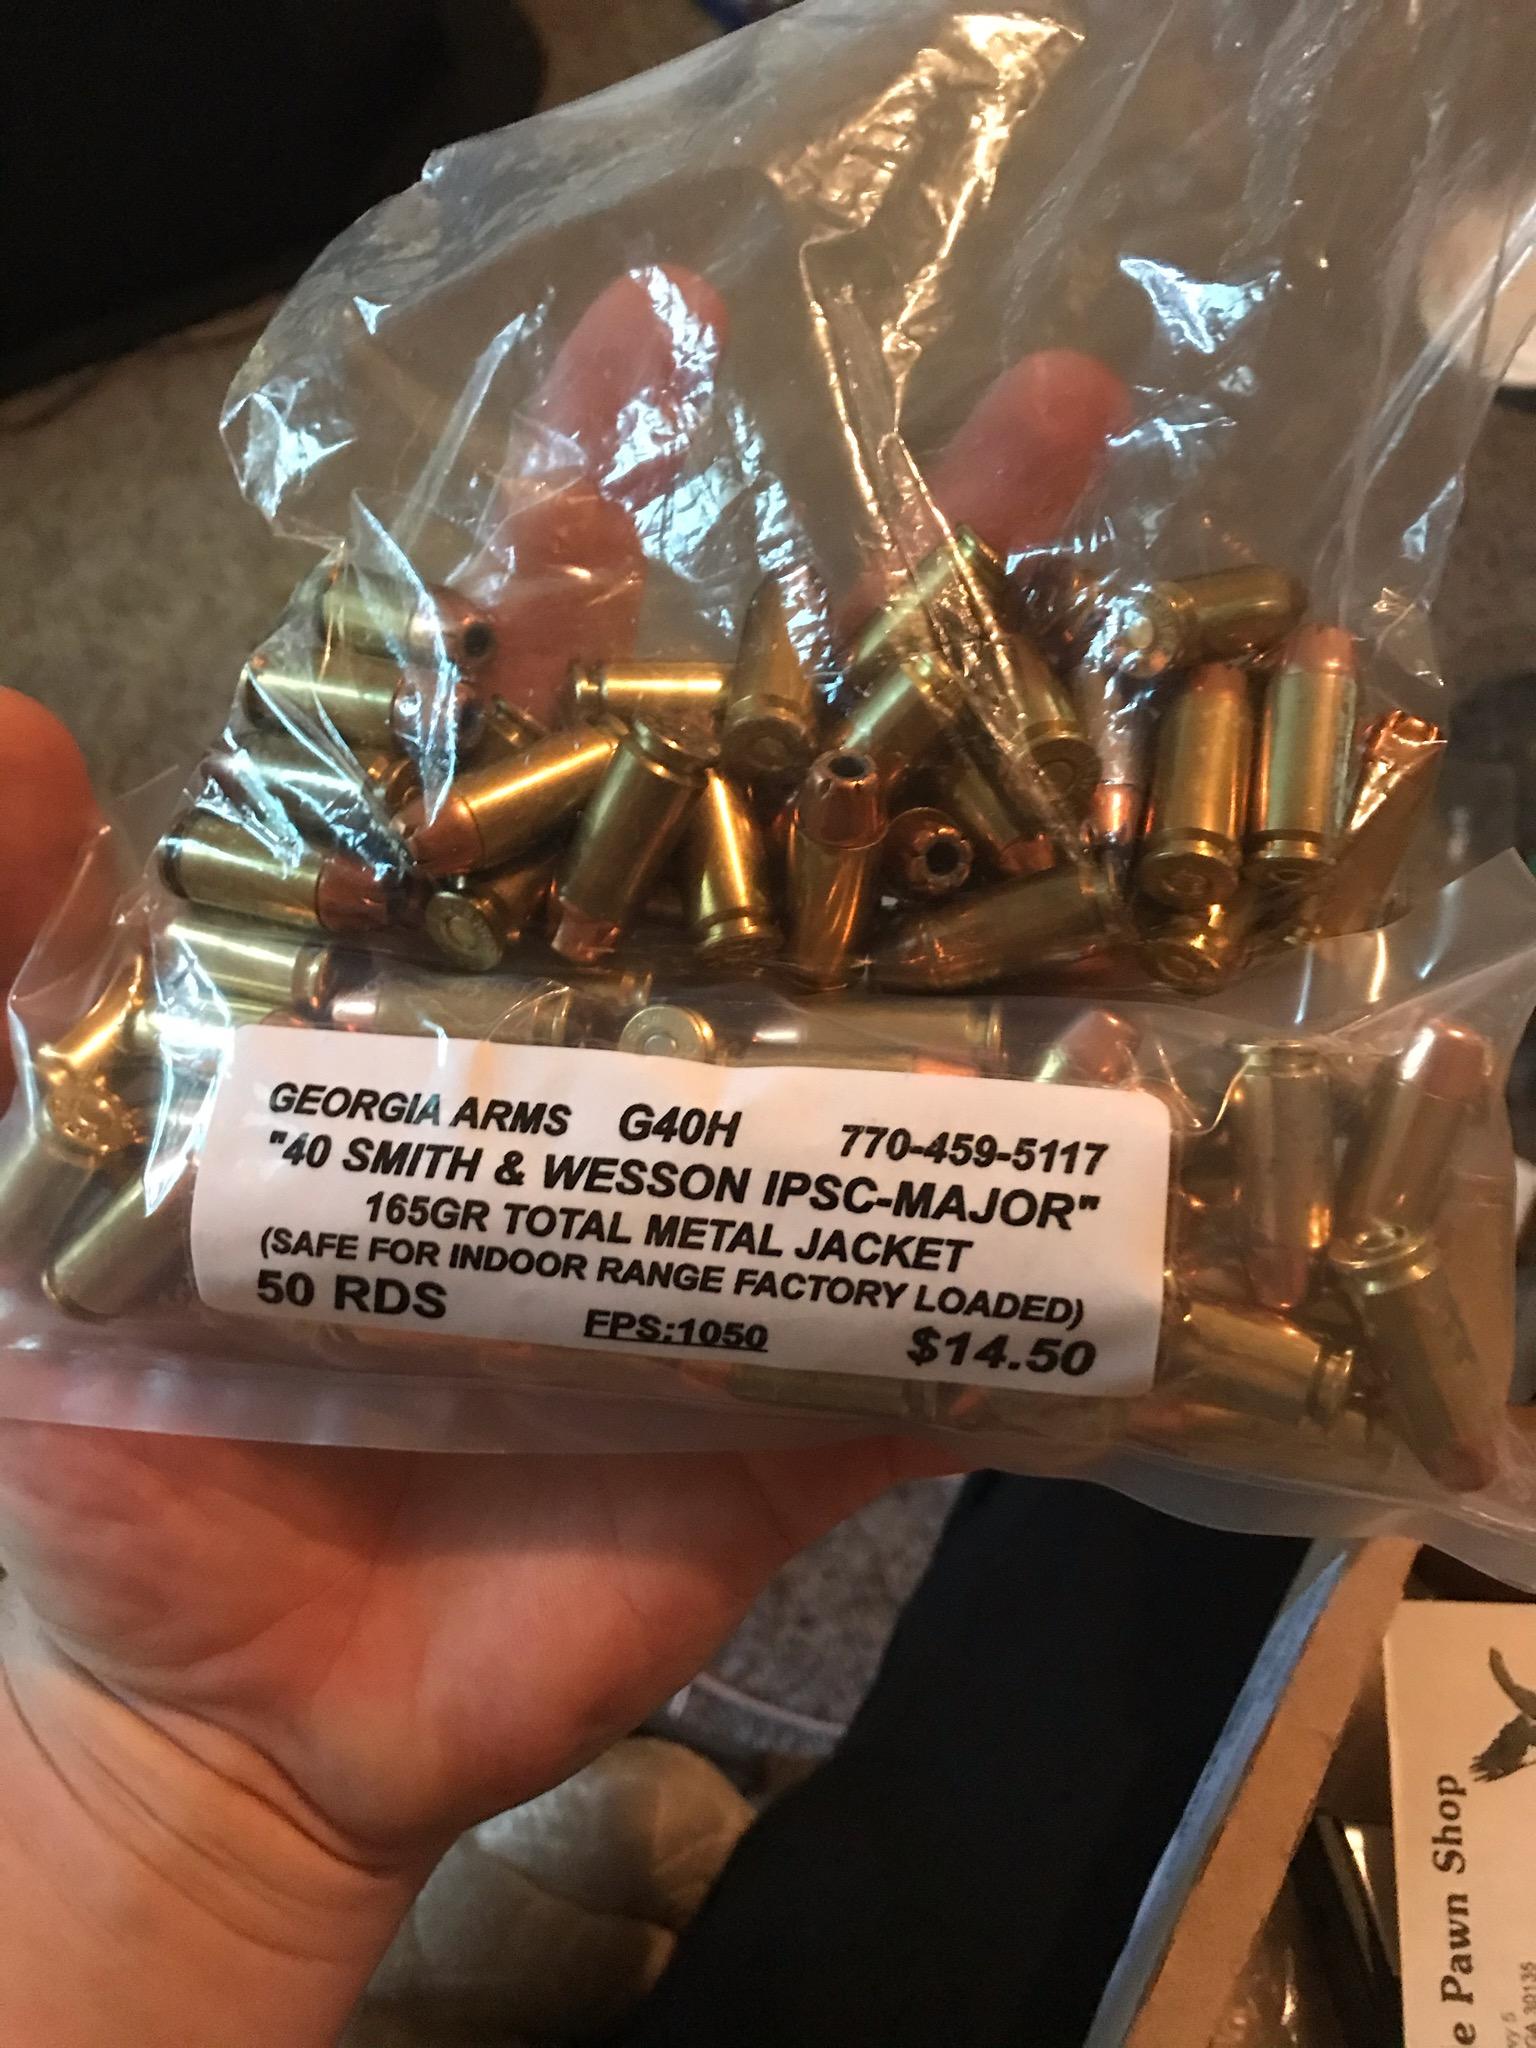 GEORGIA ARMS G40H 770-459-5117
"40 SMITH & WESSON IPSC-MAJOR"
165GR TOTAL METAL JACKET
(SAFE FOR INDOOR RANGE FACTORY LOADED)
50 RDS FPS:1050 $14.50
Pawn Shop
30135